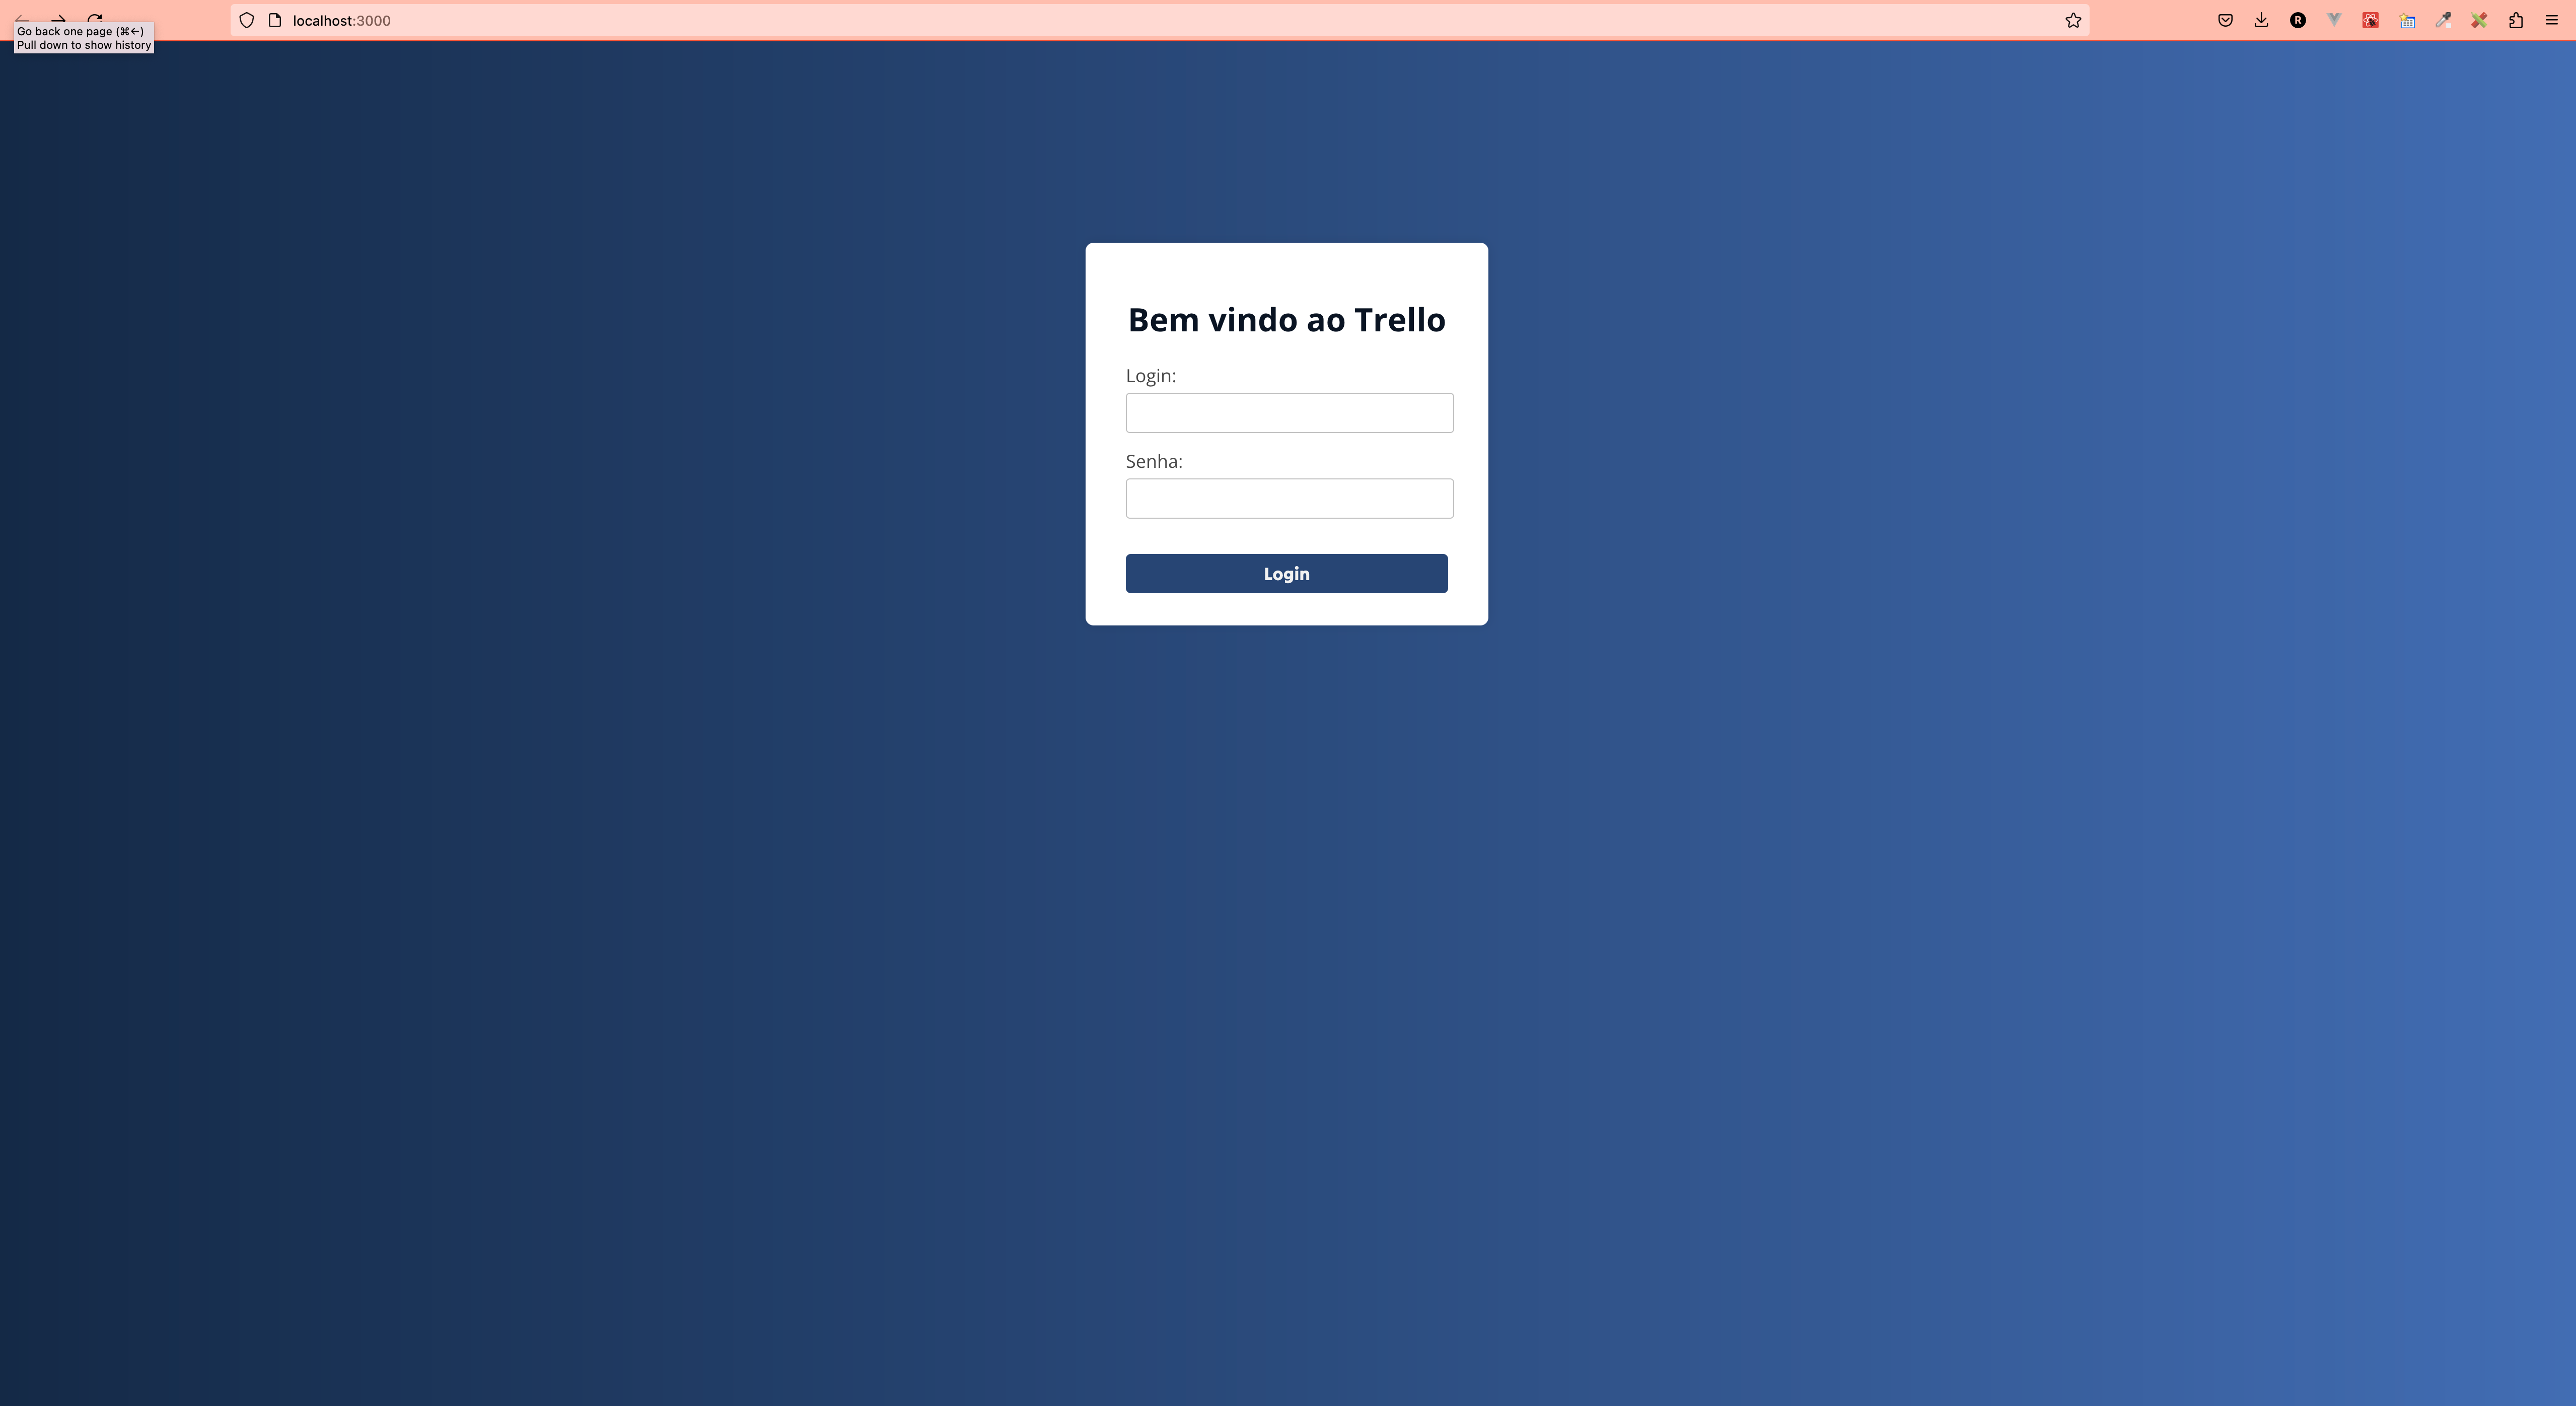 localhost:3000
Go back one page (⌘←)
Pull down to show history
R
Bem vindo ao Trello
Login:
Senha:
Login